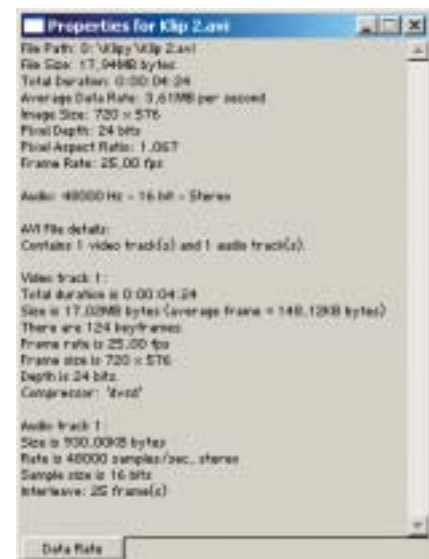 Properties for Klip 2.avi
File Path: D:\Klipy\Klip 2.avi
File Size: 17,94MB bytes
Total Duration: 0:00:04:24
Average Data Rate: 3,61MB per second
Image Size: 720 x 576
Pixel Depth: 24 bits
Pixel Aspect Ratio: 1,067
Frame Rate: 25,00 fps
Audio: 48000 Hz - 16 bit - Stereo
AVI File details:
Contains 1 video track(s) and 1 audio track(s).
Video track 1:
Total duration is 0:00:04:24
Size is 17,02MB bytes (average frame = 140,12KB bytes)
There are 124 keyframes
Frame rate is 25,00 fps
Frame size is 720 x 576
Depth is 24 bits
Compressor: 'dvsd'
Audio track 1:
Size is 930,00KB bytes
Rate is 48000 samples/sec, stereo
Sample size is 16 bits
Interleave: 25 frame(s)
Data Rate